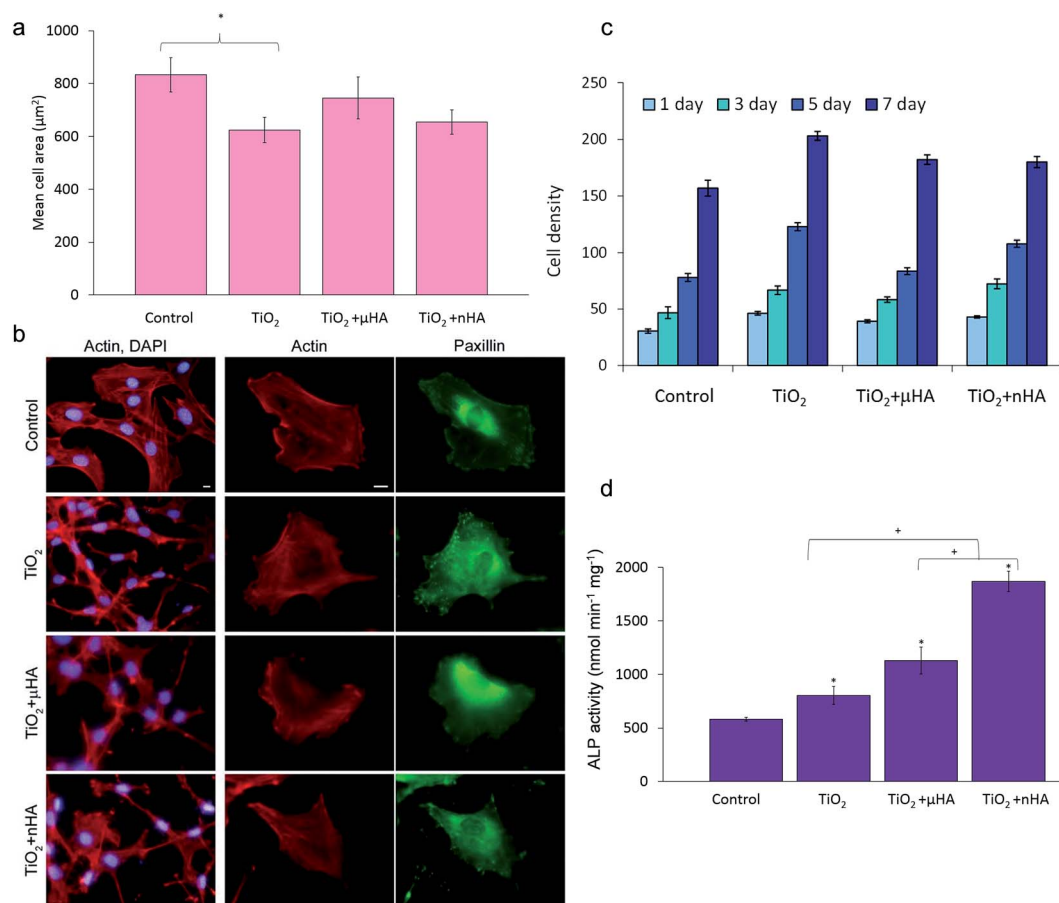 a
*
1000
800
600
400
200
0
Mean cell area (µm²)
Control
TiO₂
TiO₂+µHA
TiO₂+nHA
b
Actin, DAPI
Actin
Paxillin
Control
TiO₂
TiO₂+µHA
TiO₂+nHA
c
1 day
3 day
5 day
7 day
250
200
150
100
50
0
Cell density
Control
TiO₂
TiO₂+µHA
TiO₂+nHA
d
+
+
*
*
*
2000
1500
1000
500
0
ALP activity (nmol min⁻¹ mg⁻¹)
Control
TiO₂
TiO₂+µHA
TiO₂+nHA